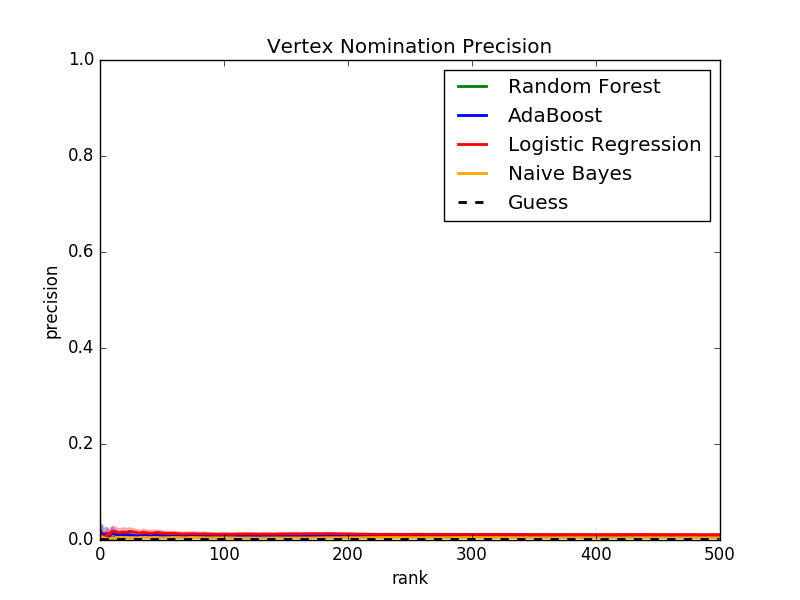 Vertex Nomination Precision
1.0
0.8
0.6
0.4
0.2
0.0
precision
Random Forest
AdaBoost
Logistic Regression
Naive Bayes
Guess
0 100 200 300 400 500
rank